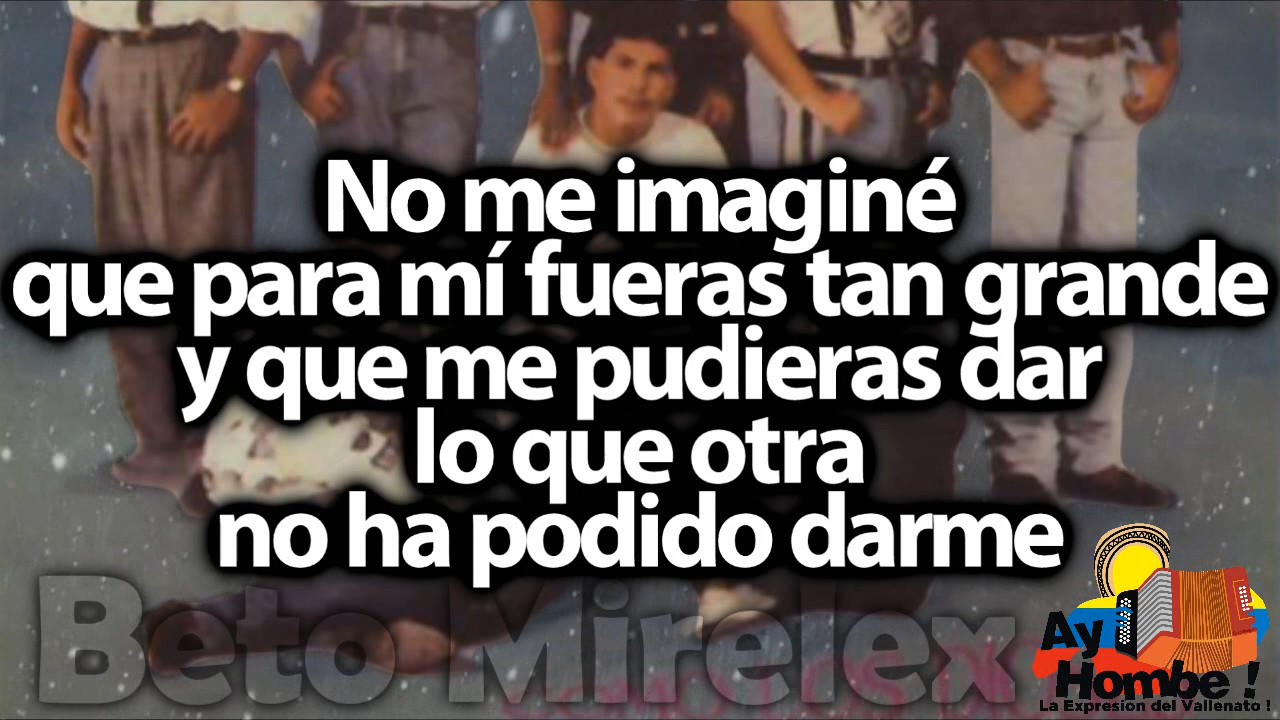 No me imaginé
que para mí fueras tan grande
y que me pudieras dar
lo que otra
no ha podido darme
Beto Mirelex
Ay
Hombe !
La Expresion del Vallenato !